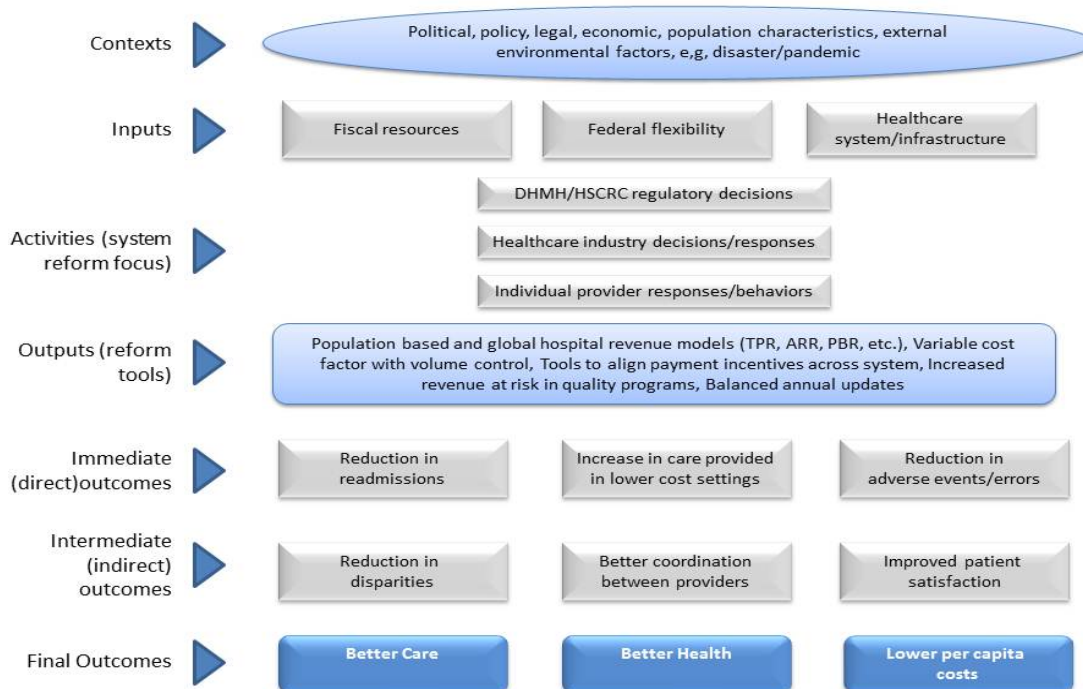 Contexts
Political, policy, legal, economic, population characteristics, external
environmental factors, e,g, disaster/pandemic
Inputs
Fiscal resources
Federal flexibility
Healthcare
system/infrastructure
Activities (system
reform focus)
DHMH/HSCRC regulatory decisions
Healthcare industry decisions/responses
Individual provider responses/behaviors
Outputs (reform
tools)
Population based and global hospital revenue models (TPR, ARR, PBR, etc.), Variable cost
factor with volume control, Tools to align payment incentives across system, Increased
revenue at risk in quality programs, Balanced annual updates
Immediate
(direct)outcomes
Reduction in
readmissions
Increase in care provided
in lower cost settings
Reduction in
adverse events/errors
Intermediate
(indirect)
outcomes
Reduction in
disparities
Better coordination
between providers
Improved patient
satisfaction
Final Outcomes
Better Care
Better Health
Lower per capita
costs